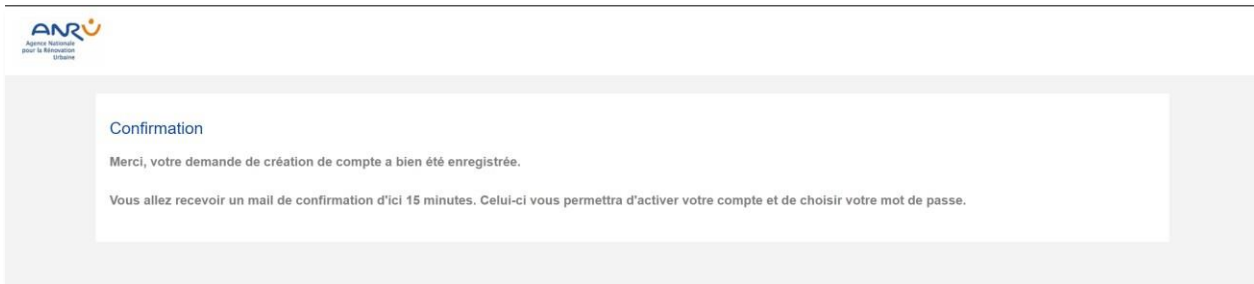 ANRU
Agence Nationale
pour la Rénovation
Urbaine
Confirmation
Merci, votre demande de création de compte a bien été enregistrée.
Vous allez recevoir un mail de confirmation d'ici 15 minutes. Celui-ci vous permettra d'activer votre compte et de choisir votre mot de passe.